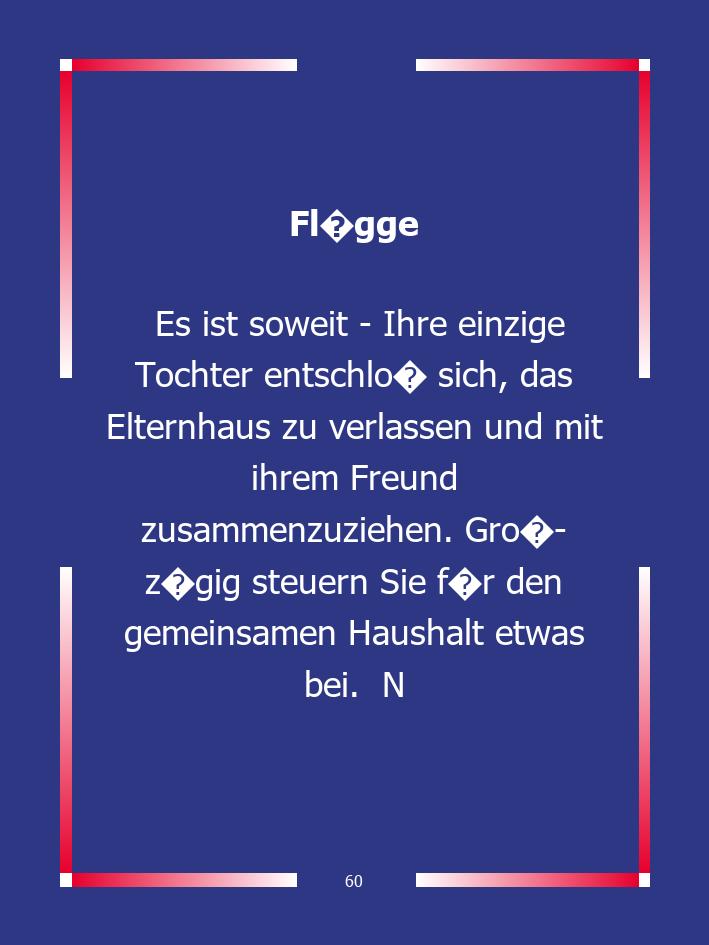 Fl�gge
Es ist soweit - Ihre einzige
Tochter entschlo� sich, das
Elternhaus zu verlassen und mit
ihrem Freund
zusammenzuziehen. Gro�-
z�gig steuern Sie f�r den
gemeinsamen Haushalt etwas
bei.  N
60